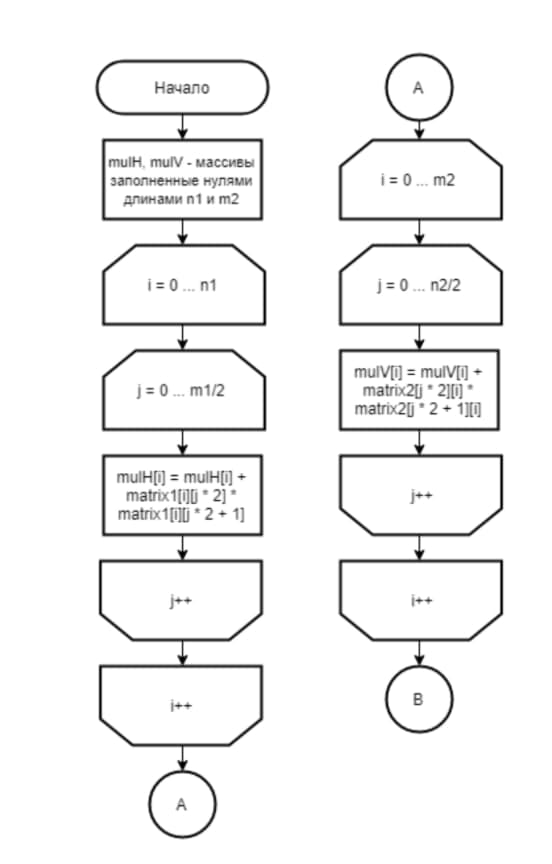 Начало
mulH, mulV - массивы
заполненные нулями
длинами n1 и m2
i = 0 ... n1
j = 0 ... m1/2
mulH[i] = mulH[i] +
matrix1[i][j * 2] *
matrix1[i][j * 2 + 1]
j++
i++
A
A
i = 0 ... m2
j = 0 ... n2/2
mulV[i] = mulV[i] +
matrix2[j * 2][i] *
matrix2[j * 2 + 1][i]
j++
i++
B